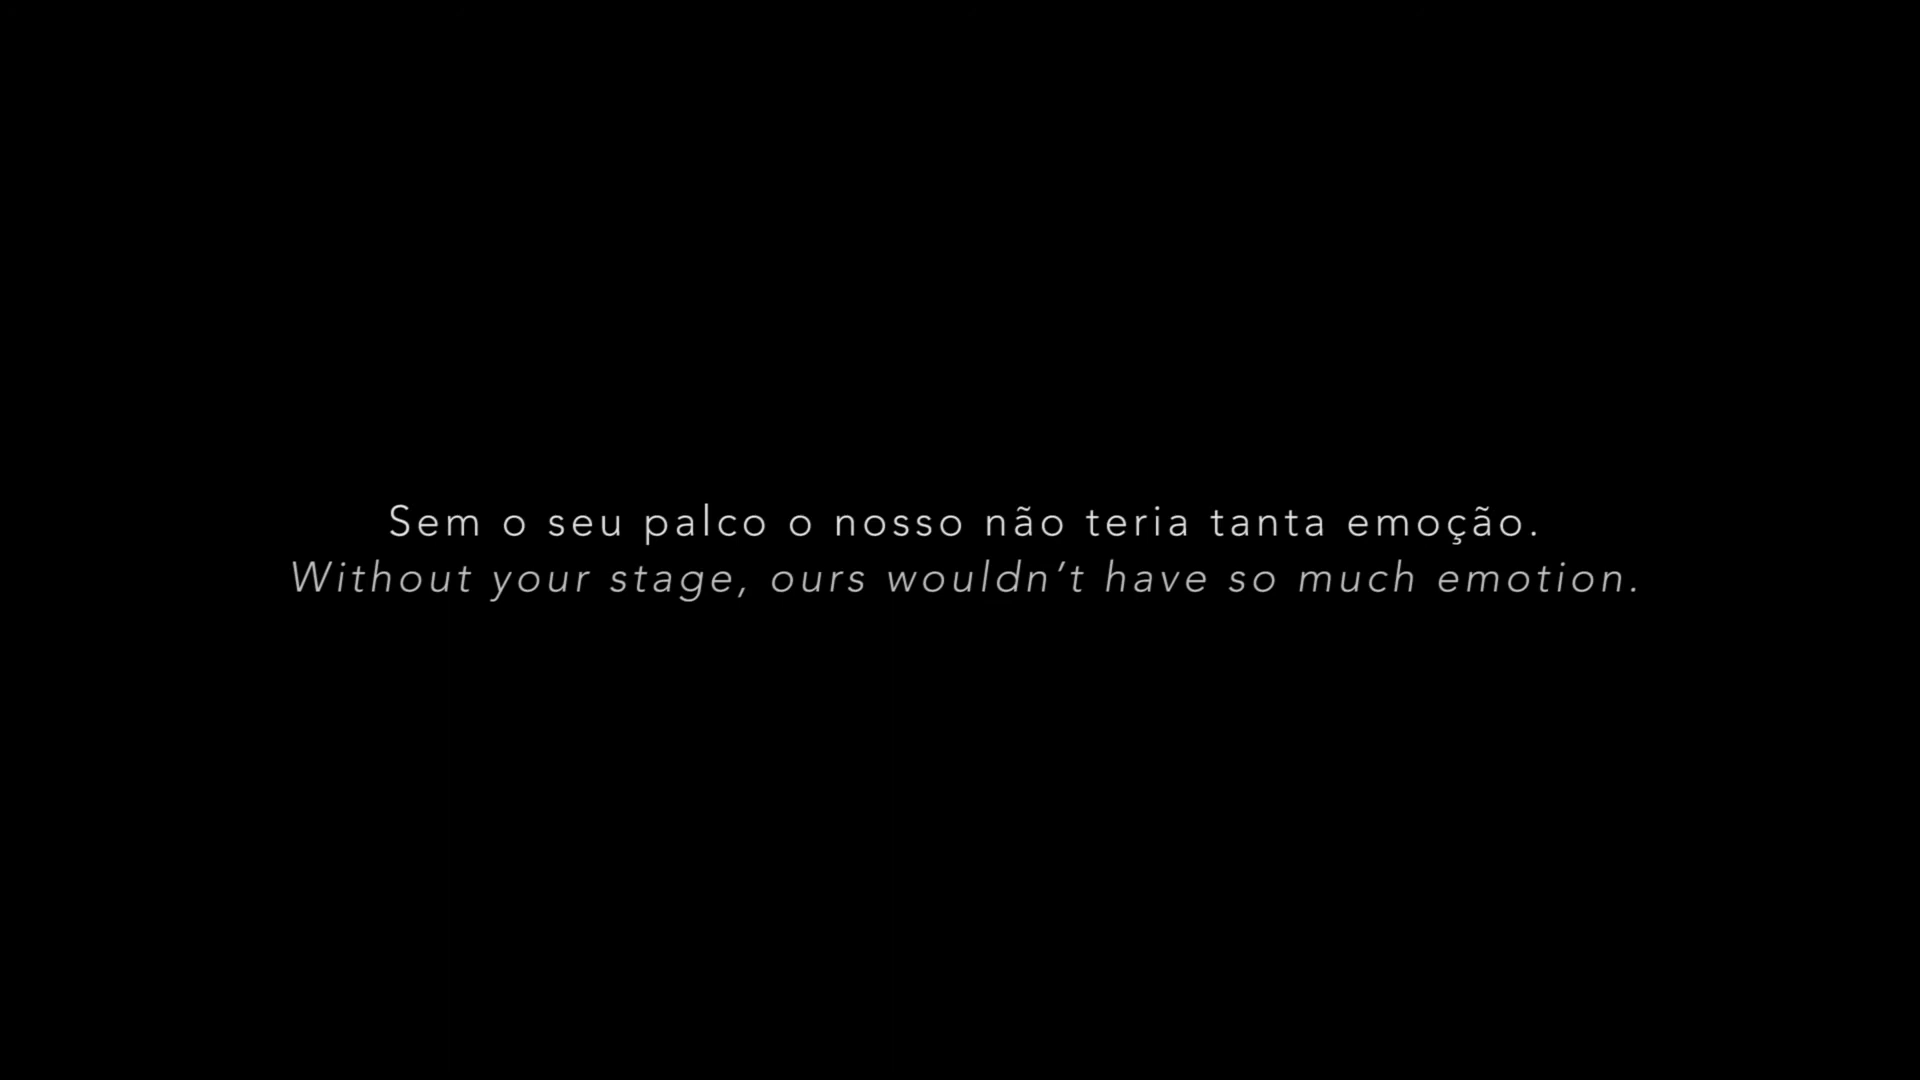 Sem o seu palco o nosso não teria tanta emoção.
Without your stage, ours wouldn’t have so much emotion.